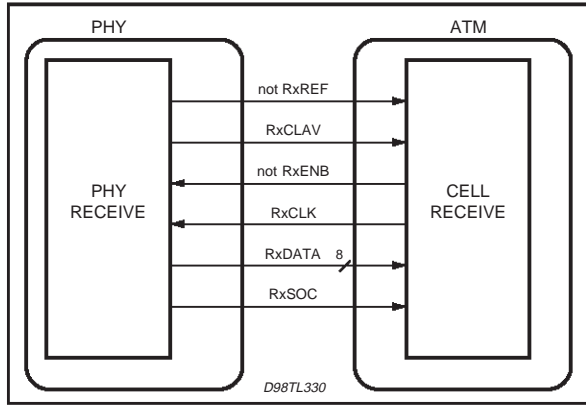 PHY
ATM
not RxREF
RxCLAV
not RxENB
PHY
RECEIVE
CELL
RECEIVE
RxCLK
RxDATA 8
RxSOC
D98TL330